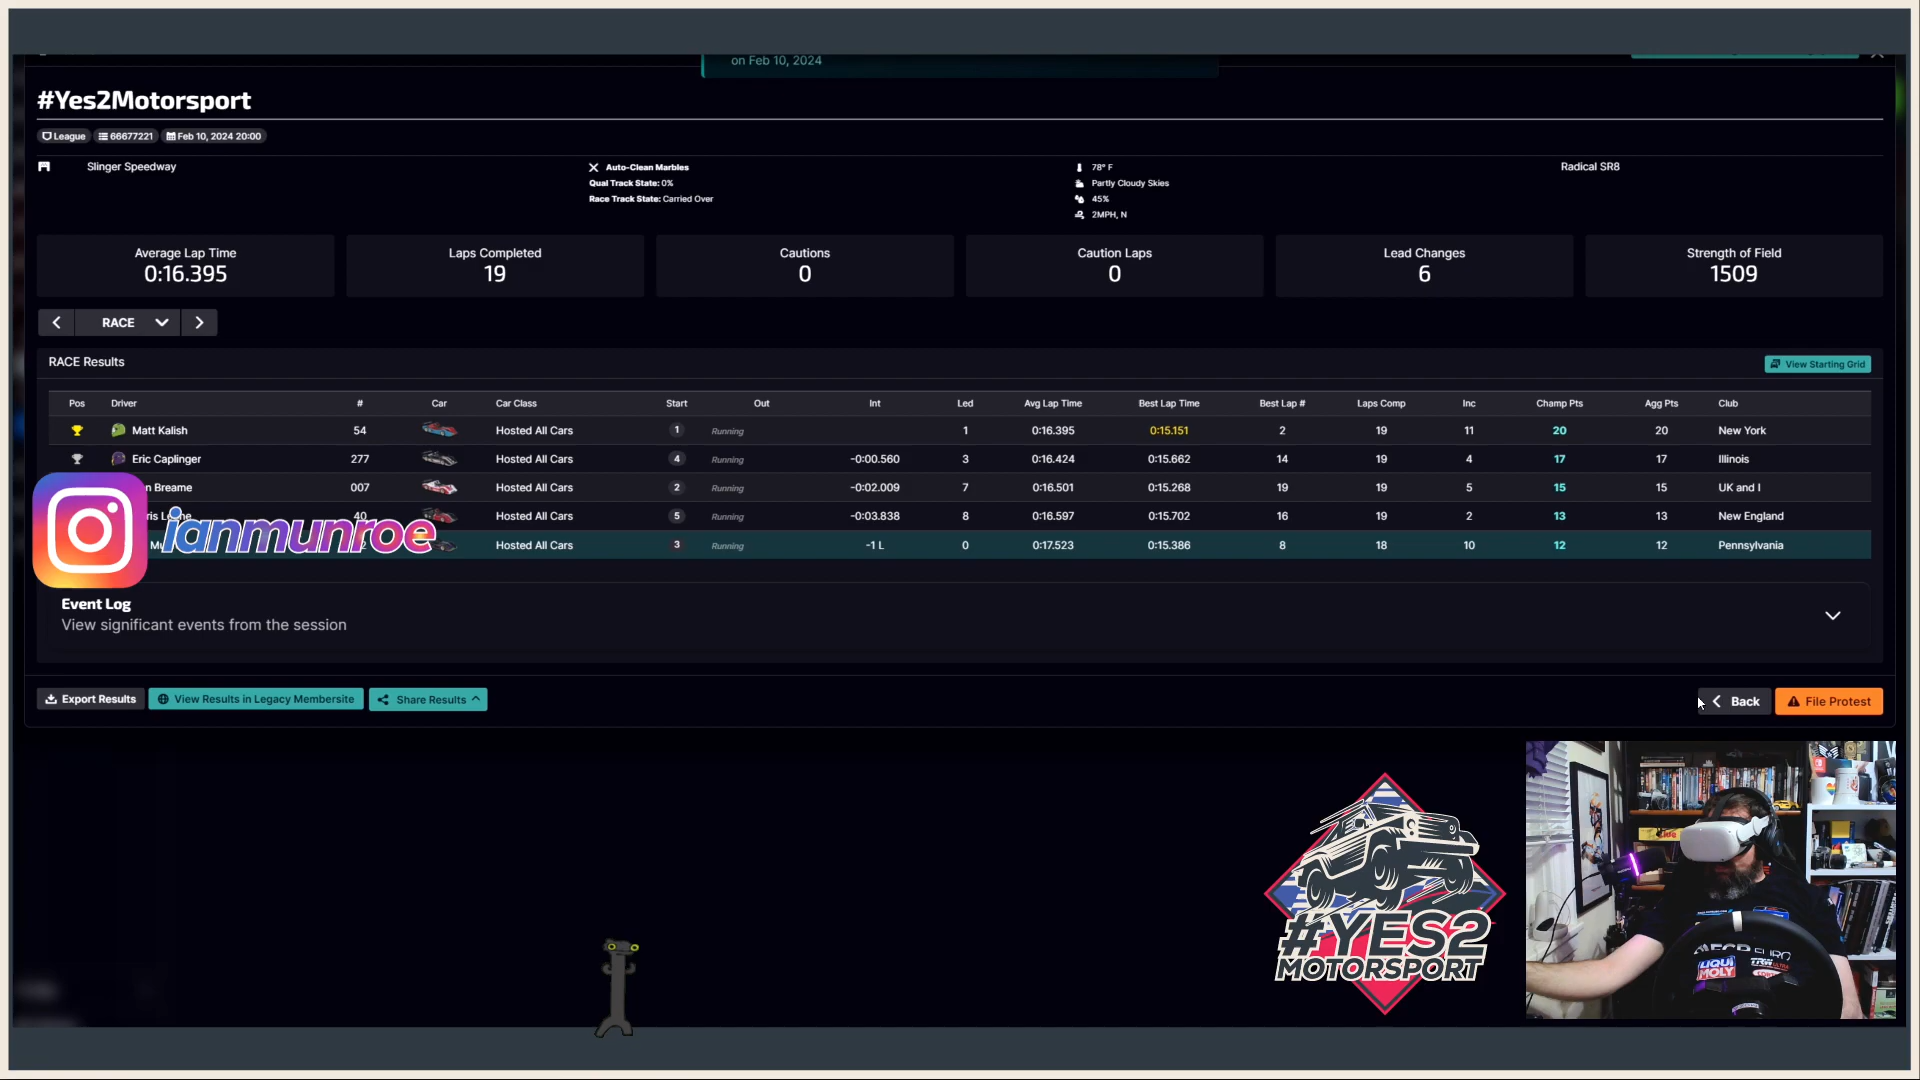 on Feb 10, 2024
#Yes2Motorsport
League 66677221 Feb 10, 2024 20:00
Slinger Speedway
Auto-Clean Marbles
Qual Track State: 0%
Race Track State: Carried Over
78° F
Partly Cloudy Skies
45%
2MPH, N
Radical SR8
Average Lap Time
0:16.395
Laps Completed
19
Cautions
0
Caution Laps
0
Lead Changes
6
Strength of Field
1509
RACE
RACE Results
View Starting Grid
Pos Driver # Car Car Class Start Out Int Led Avg Lap Time Best Lap Time Best Lap # Laps Comp Inc Champ Pts Agg Pts Club
Matt Kalish 54 Hosted All Cars 1 Running 1 0:16.395 0:15.151 2 19 11 20 20 New York
Eric Caplinger 277 Hosted All Cars 4 Running -0:00.560 3 0:16.424 0:15.662 14 19 4 17 17 Illinois
Breame 007 Hosted All Cars 2 Running -0:02.009 7 0:16.501 0:15.268 19 19 5 15 15 UK and I
40 Hosted All Cars 5 Running -0:03.838 8 0:16.597 0:15.702 16 19 2 13 13 New England
Hosted All Cars 3 Running -1 L 0 0:17.523 0:15.386 8 18 10 12 12 Pennsylvania
ianmunroe
Event Log
View significant events from the session
Export Results
View Results in Legacy Membersite
Share Results
Back
File Protest
#YES2
MOTORSPORT
LIQUI
MOLY